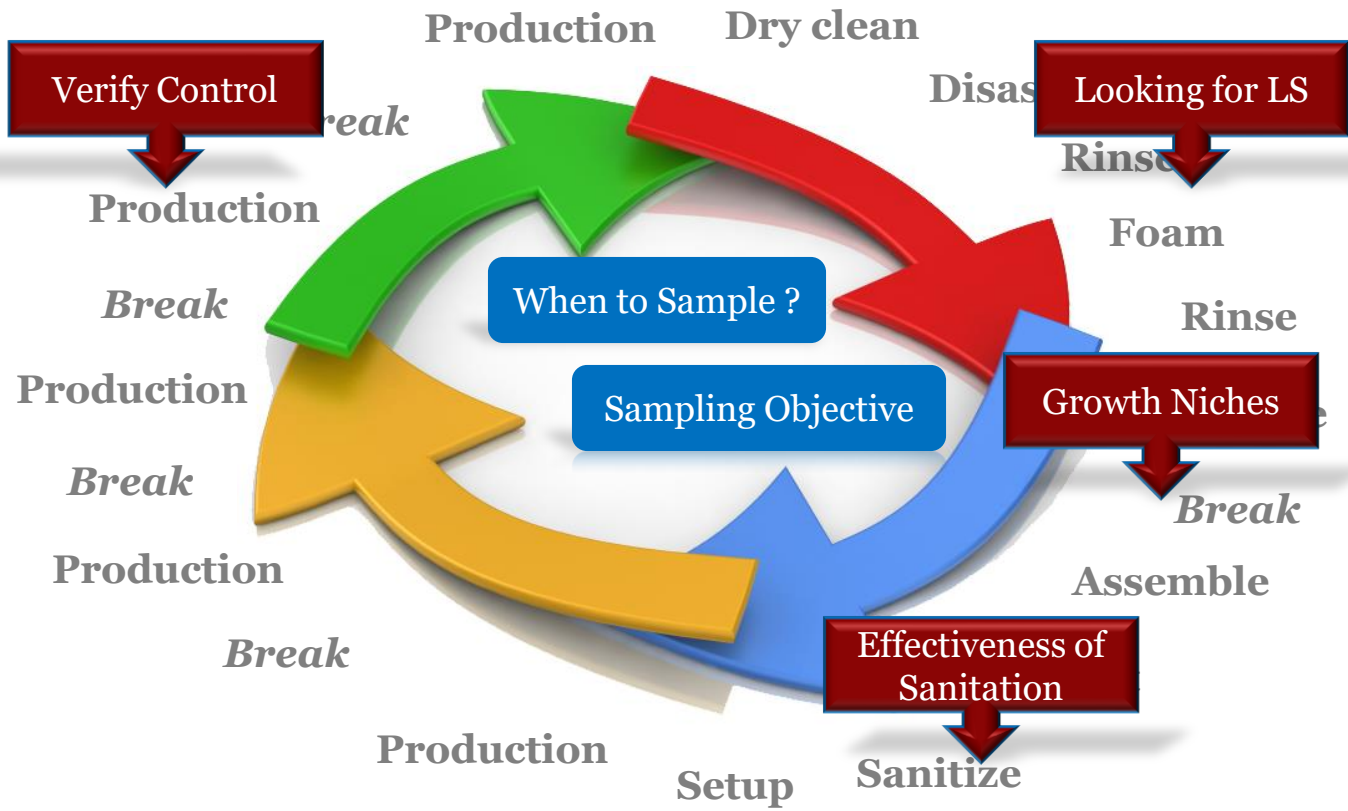 Production
Dry clean
Verify Control
Looking for LS
Rinse
Production
Foam
When to Sample ?
Break
Rinse
Production
Sampling Objective
Growth Niches
Break
Break
Production
Assemble
Break
Effectiveness of
Sanitation
Production
Setup
Sanitize